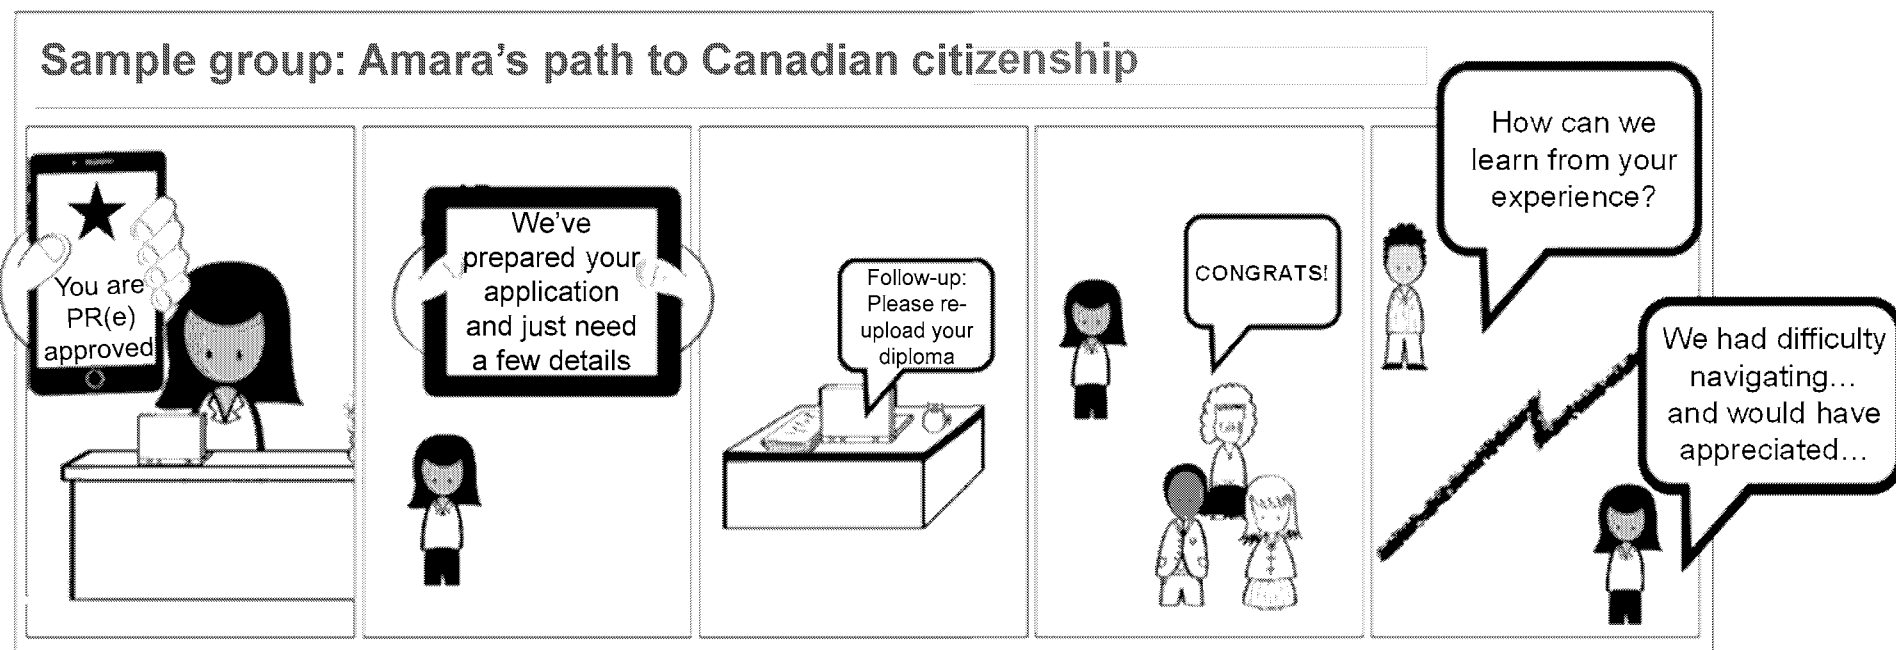 Sample group: Amara's path to Canadian citizenship
You are
PR(e)
approved
We've
prepared your
application
and just need
a few details
Follow-up:
Please re-
upload your
diploma
CONGRATS!
How can we
learn from your
experience?
We had difficulty
navigating...
and would have
appreciated...